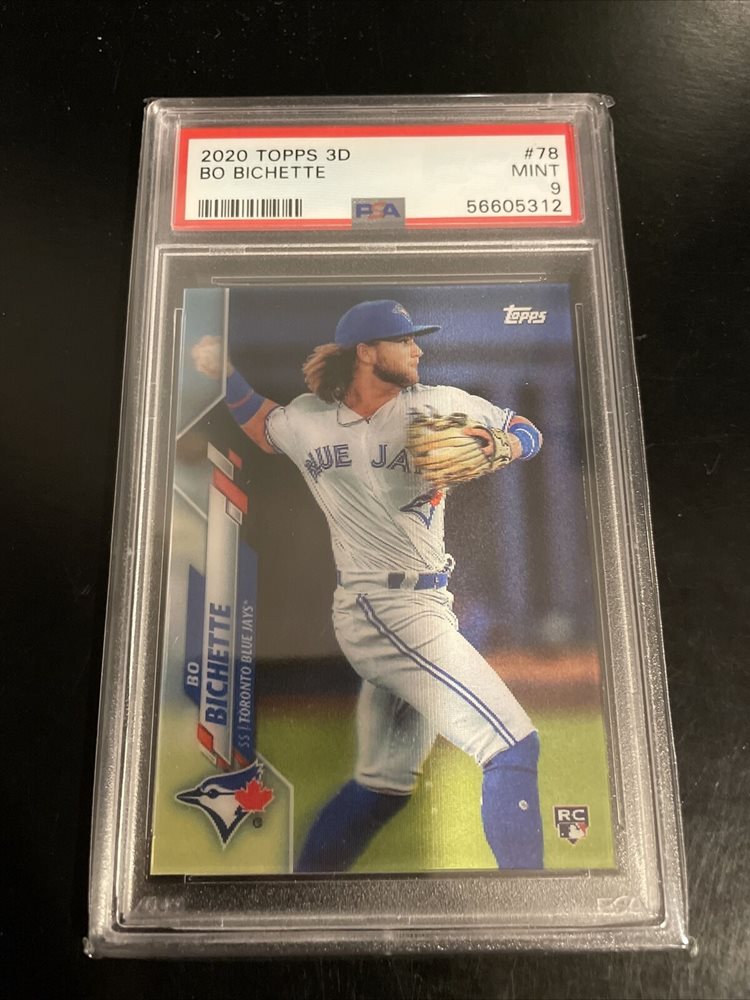 2020 TOPPS 3D #78
BO BICHETTE MINT
9
PSA 56605312
Topps
BLUE JA
BO
BICHETTE
SS | TORONTO BLUE JAYS®
®
RC